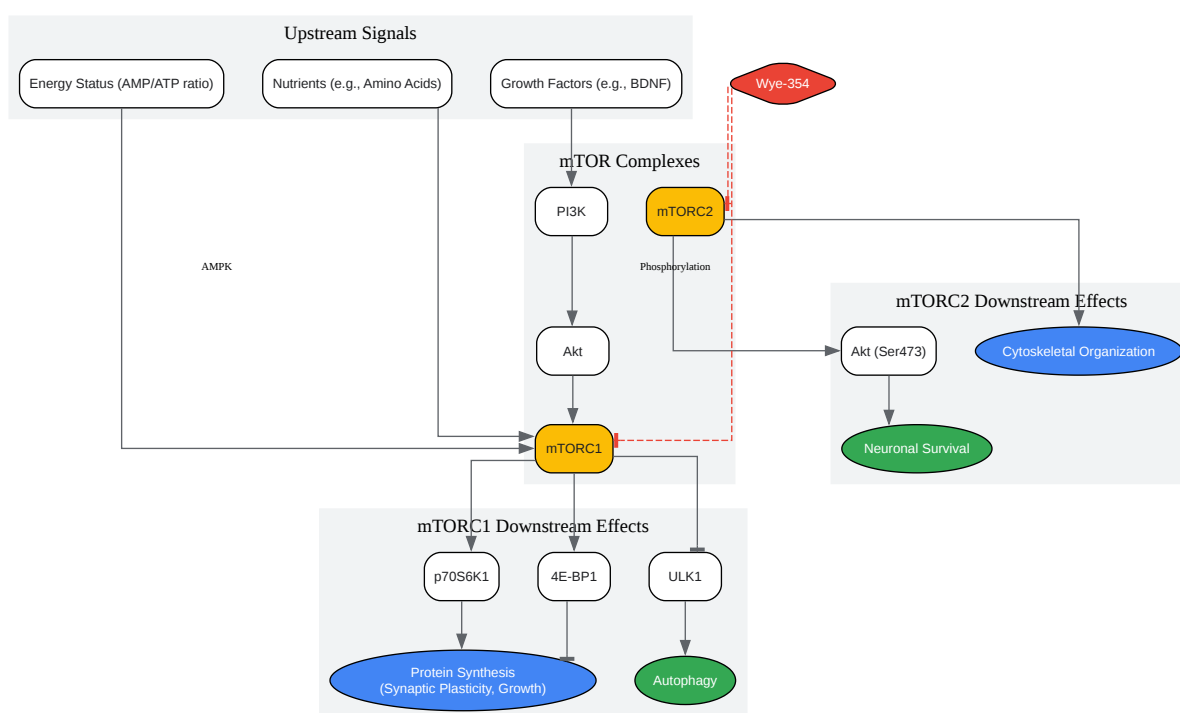 Upstream Signals
Energy Status (AMP/ATP ratio)
Nutrients (e.g., Amino Acids)
Growth Factors (e.g., BDNF)
Wye-354
mTOR Complexes
PI3K
mTORC2
AMPK
Phosphorylation
mTORC2 Downstream Effects
Akt
Akt (Ser473)
Cytoskeletal Organization
mTORC1
Neuronal Survival
mTORC1 Downstream Effects
p70S6K1
4E-BP1
ULK1
Protein Synthesis
(Synaptic Plasticity, Growth)
Autophagy